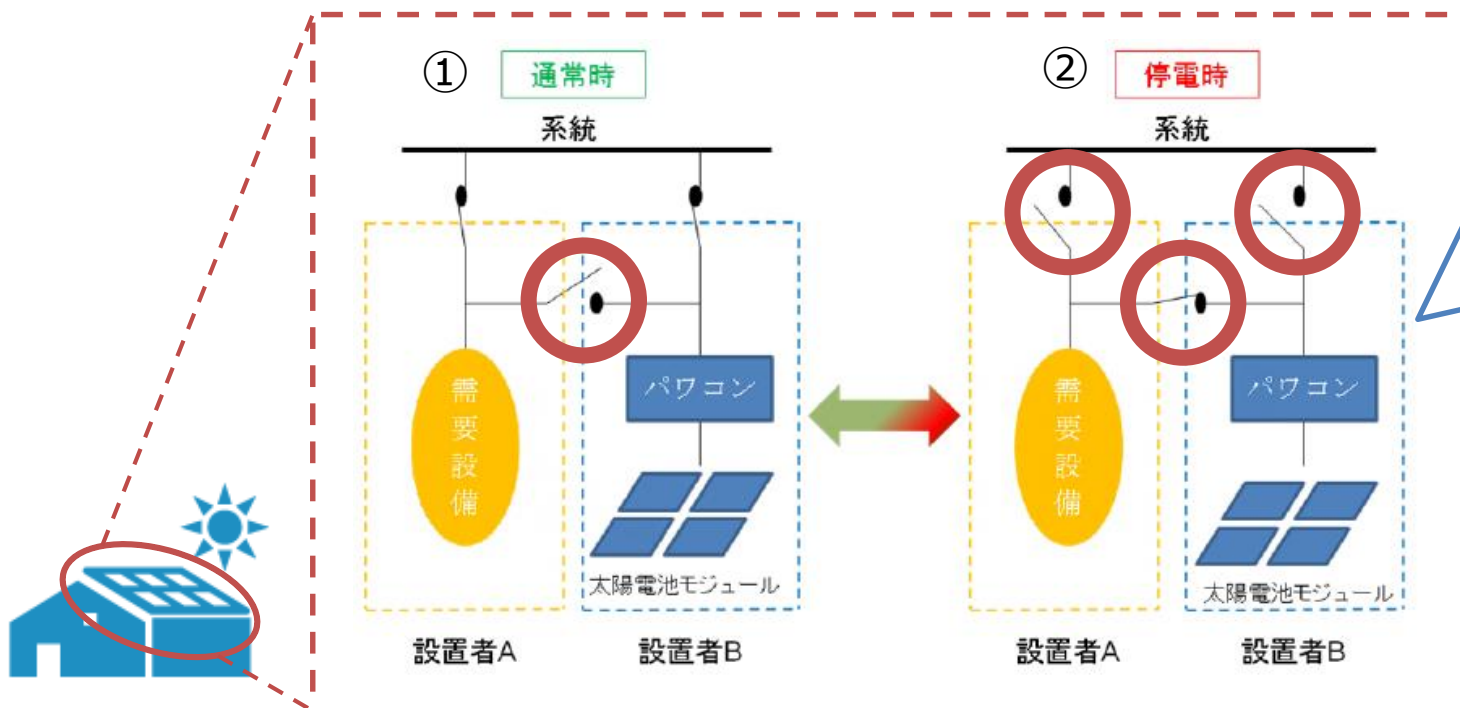 ① 通常時
系統
需要設備
パワコン
太陽電池モジュール
設置者A
設置者B
② 停電時
系統
需要設備
パワコン
太陽電池モジュール
設置者A
設置者B